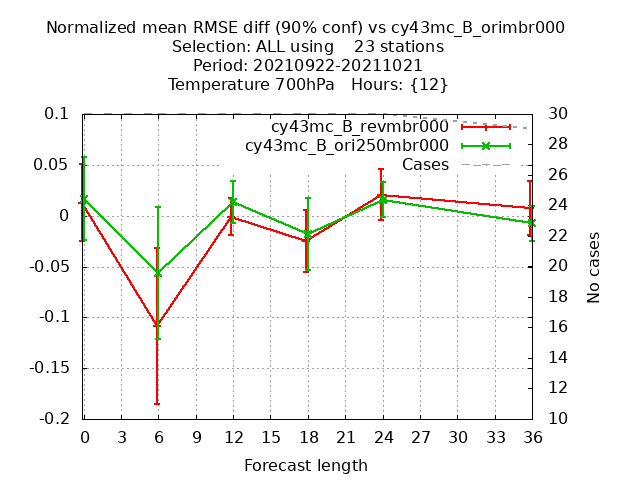 Normalized mean RMSE diff (90% conf) vs cy43mc_B_orimbr000
Selection: ALL using    23 stations
Period: 20210922-20211021
Temperature 700hPa   Hours: {12}
cy43mc_B_revmbr000
cy43mc_B_ori250mbr000
Cases
0.1
0.05
0
-0.05
-0.1
-0.15
-0.2
30
28
26
24
22
20
18
16
14
12
10
No cases
0 3 6 9 12 15 18 21 24 27 30 33 36
Forecast length